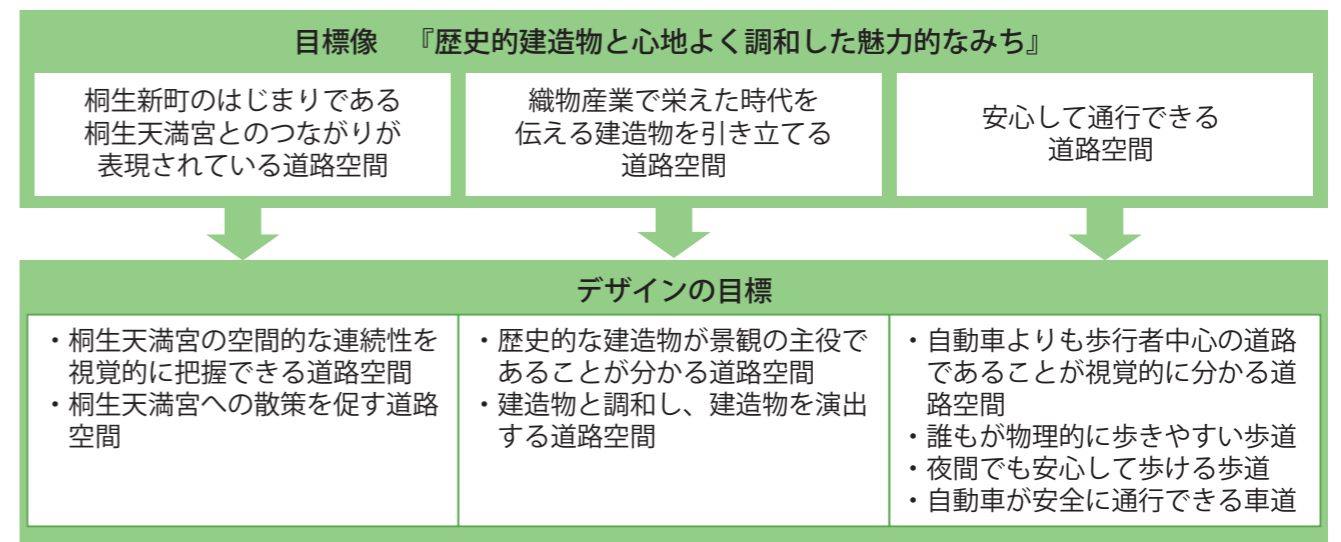 目標像　『歴史的建造物と心地よく調和した魅力的なみち』
桐生新町のはじまりである
桐生天満宮とのつながりが
表現されている道路空間
織物産業で栄えた時代を
伝える建造物を引き立てる
道路空間
安心して通行できる
道路空間
デザインの目標
・桐生天満宮の空間的な連続性を
視覚的に把握できる道路空間
・桐生天満宮への散策を促す道路
空間
・歴史的な建造物が景観の主役で
あることが分かる道路空間
・建造物と調和し、建造物を演出
する道路空間
・自動車よりも歩行者中心の道路
であることが視覚的に分かる道
路空間
・誰もが物理的に歩きやすい歩道
・夜間でも安心して歩ける歩道
・自動車が安全に通行できる車道